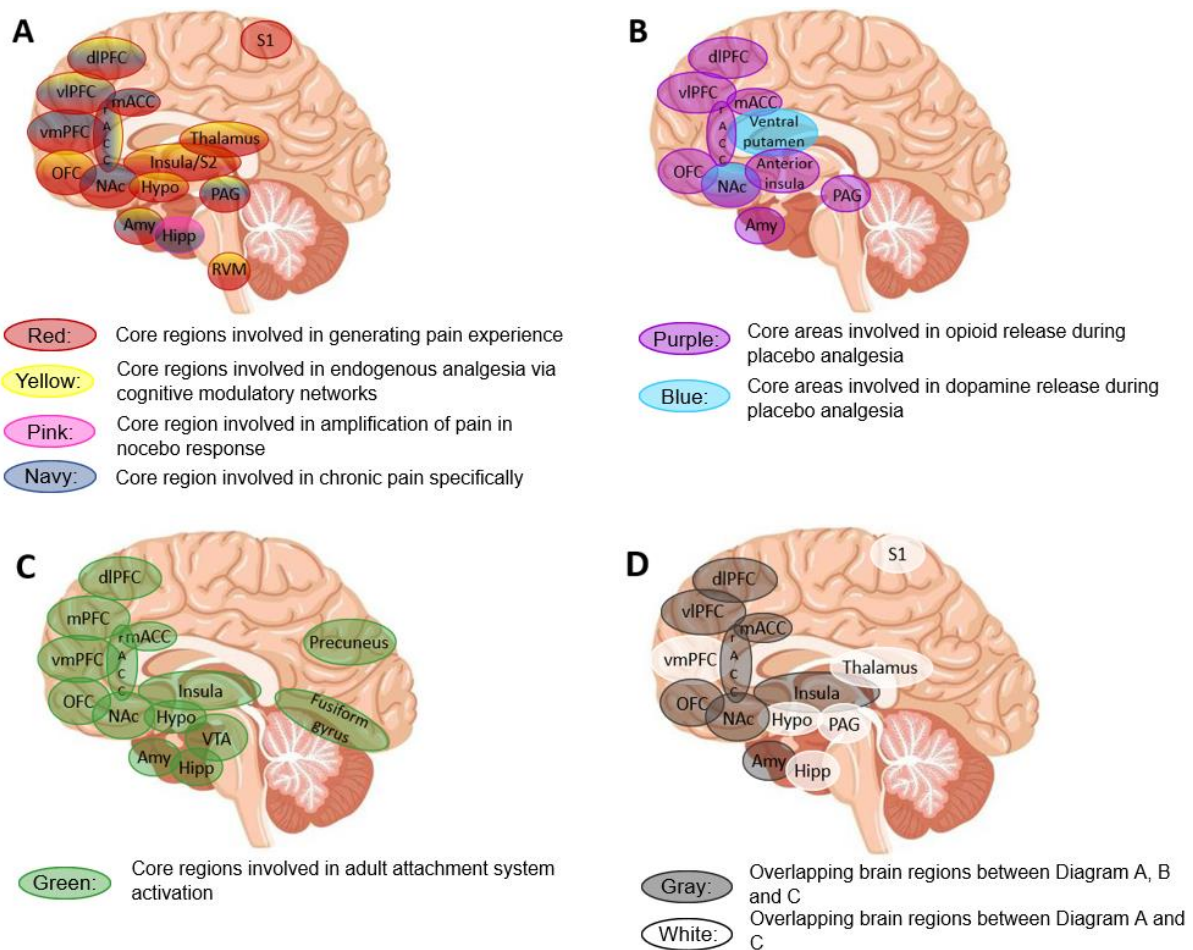 A
S1
dlPFC
vlPFC
mACC
rACC
vmPFC
Thalamus
Insula/S2
OFC
NAc
Hypo
PAG
Amy
Hipp
RVM
Red: Core regions involved in generating pain experience
Yellow: Core regions involved in endogenous analgesia via
cognitive modulatory networks
Pink: Core region involved in amplification of pain in
nocebo response
Navy: Core region involved in chronic pain specifically
B
dlPFC
vlPFC
mACC
rACC
Ventral
putamen
OFC
NAc
Anterior
insula
PAG
Amy
Purple: Core areas involved in opioid release during
placebo analgesia
Blue: Core areas involved in dopamine release during
placebo analgesia
C
dlPFC
mPFC
mACC
rACC
vmPFC
Precuneus
OFC
NAc
Insula
Hypo
Fusiform
gyrus
VTA
Amy
Hipp
Green: Core regions involved in adult attachment system
activation
D
S1
dlPFC
vlPFC
mACC
rACC
vmPFC
Thalamus
Insula
OFC
NAc
Hypo
PAG
Amy
Hipp
Gray: Overlapping brain regions between Diagram A, B
and C
White: Overlapping brain regions between Diagram A and
C